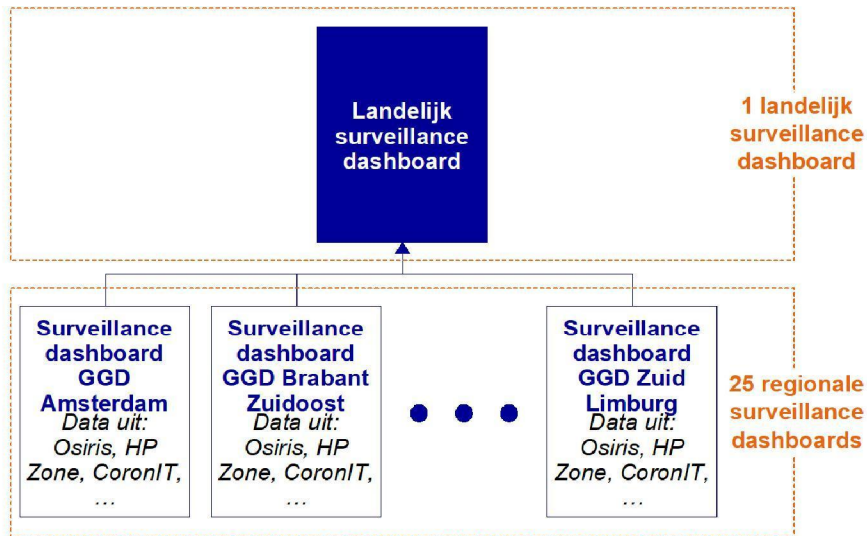 Landelijk
surveillance
dashboard
1 landelijk
surveillance
dashboard
Surveillance
dashboard
GGD
Amsterdam
Data uit:
Osiris, HP
Zone, CoronIT,
...
Surveillance
dashboard
GGD Brabant
Zuidoost
Data uit:
Osiris, HP
Zone, CoronIT,
...
Surveillance
dashboard
GGD Zuid
Limburg
Data uit:
Osiris, HP
Zone, CoronIT,
...
25 regionale
surveillance
dashboards